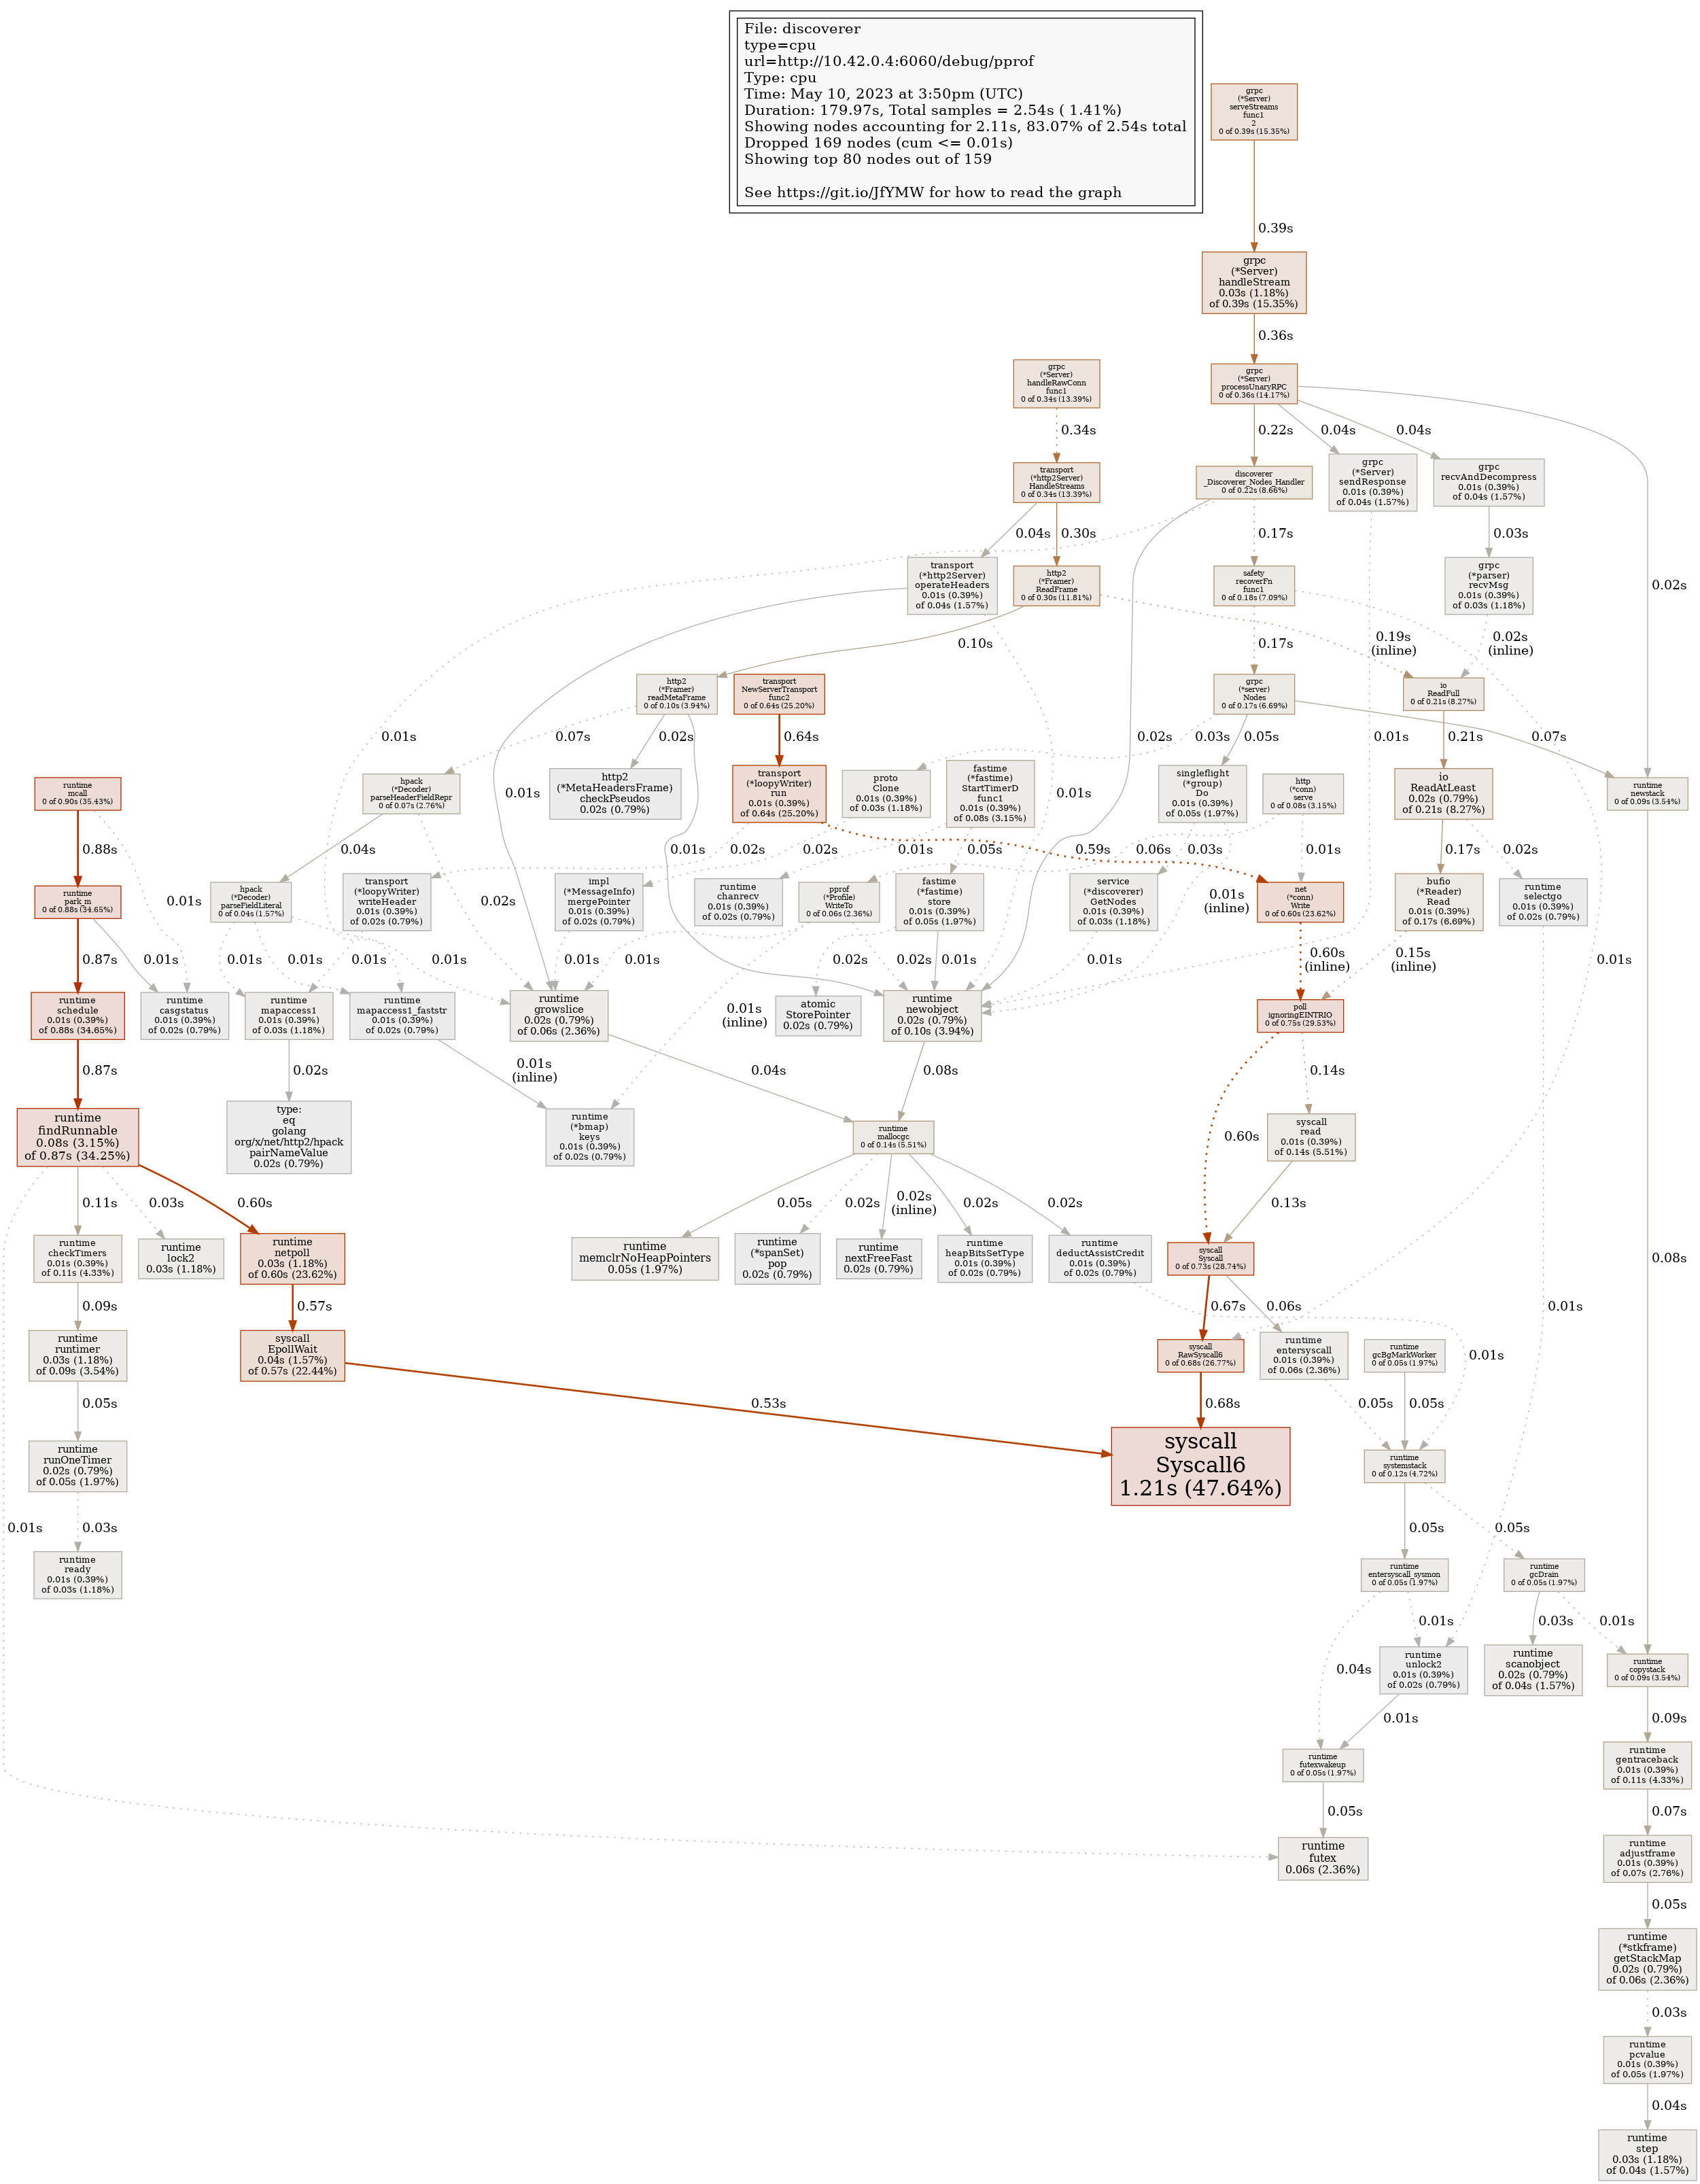 File: discoverer
type=cpu
url=http://10.42.0.4:6060/debug/pprof
Type: cpu
Time: May 10, 2023 at 3:50pm (UTC)
Duration: 179.97s, Total samples = 2.54s ( 1.41%)
Showing nodes accounting for 2.11s, 83.07% of 2.54s total
Dropped 169 nodes (cum <= 0.01s)
Showing top 80 nodes out of 159
See https://git.io/JfYMW for how to read the graph
grpc
(*Server)
serveStreams
func1
2
0 of 0.39s (15.35%)
0.39s
grpc
(*Server)
handleStream
0.03s (1.18%)
of 0.39s (15.35%)
0.36s
grpc
(*Server)
handleRawConn
func1
0 of 0.34s (13.39%)
grpc
(*Server)
processUnaryRPC
0 of 0.36s (14.17%)
0.34s
0.22s
0.04s
0.04s
0.02s
transport
(*http2Server)
HandleStreams
0 of 0.34s (13.39%)
discoverer
_Discoverer_Nodes_Handler
0 of 0.22s (8.66%)
grpc
(*Server)
sendResponse
0.01s (0.39%)
of 0.04s (1.57%)
grpc
recvAndDecompress
0.01s (0.39%)
of 0.04s (1.57%)
0.04s
0.30s
0.17s
0.03s
transport
(*http2Server)
operateHeaders
0.01s (0.39%)
of 0.04s (1.57%)
http2
(*Framer)
ReadFrame
0 of 0.30s (11.81%)
safety
recoverFn
func1
0 of 0.18s (7.09%)
grpc
(*parser)
recvMsg
0.01s (0.39%)
of 0.03s (1.18%)
0.10s
0.17s
0.19s
(inline)
0.02s
(inline)
http2
(*Framer)
readMetaFrame
0 of 0.10s (3.94%)
transport
NewServerTransport
func2
0 of 0.64s (25.20%)
grpc
(*server)
Nodes
0 of 0.17s (6.69%)
io
ReadFull
0 of 0.21s (8.27%)
0.07s
0.01s
0.02s
0.64s
0.02s
0.03s
0.05s
0.01s
0.21s
0.07s
runtime
mcall
0 of 0.90s (35.43%)
hpack
(*Decoder)
parseHeaderFieldRepr
0 of 0.07s (2.76%)
0.01s
http2
(*MetaHeadersFrame)
checkPseudos
0.02s (0.79%)
transport
(*loopyWriter)
run
0.01s (0.39%)
of 0.64s (25.20%)
proto
Clone
0.01s (0.39%)
of 0.03s (1.18%)
fastime
(*fastime)
StartTimerD
func1
0.01s (0.39%)
of 0.08s (3.15%)
0.01s
singleflight
(*group)
Do
0.01s (0.39%)
of 0.05s (1.97%)
http
(*conn)
serve
0 of 0.08s (3.15%)
io
ReadAtLeast
0.02s (0.79%)
of 0.21s (8.27%)
runtime
newstack
0 of 0.09s (3.54%)
0.88s
0.04s
0.01s
0.02s
0.02s
0.01s
0.05s
0.59s
0.06s
0.03s
0.01s
0.17s
0.02s
runtime
park_m
0 of 0.88s (34.65%)
0.01s
hpack
(*Decoder)
parseFieldLiteral
0 of 0.04s (1.57%)
transport
(*loopyWriter)
writeHeader
0.01s (0.39%)
of 0.02s (0.79%)
0.02s
impl
(*MessageInfo)
mergePointer
0.01s (0.39%)
of 0.02s (0.79%)
runtime
chanrecv
0.01s (0.39%)
of 0.02s (0.79%)
pprof
(*Profile)
WriteTo
0 of 0.06s (2.36%)
fastime
(*fastime)
store
0.01s (0.39%)
of 0.05s (1.97%)
service
(*discoverer)
GetNodes
0.01s (0.39%)
of 0.03s (1.18%)
0.01s
(inline)
net
(*conn)
Write
0 of 0.60s (23.62%)
bufio
(*Reader)
Read
0.01s (0.39%)
of 0.17s (6.69%)
runtime
selectgo
0.01s (0.39%)
of 0.02s (0.79%)
0.87s
0.01s
0.01s
0.01s
0.01s
0.01s
0.01s
0.01s
0.02s
0.02s
0.01s
0.01s
0.60s
(inline)
0.15s
(inline)
0.01s
runtime
schedule
0.01s (0.39%)
of 0.88s (34.65%)
runtime
casgstatus
0.01s (0.39%)
of 0.02s (0.79%)
runtime
mapaccess1
0.01s (0.39%)
of 0.03s (1.18%)
runtime
mapaccess1_faststr
0.01s (0.39%)
of 0.02s (0.79%)
runtime
growslice
0.02s (0.79%)
of 0.06s (2.36%)
0.01s
(inline)
atomic
StorePointer
0.02s (0.79%)
runtime
newobject
0.02s (0.79%)
of 0.10s (3.94%)
poll
ignoringEINTRIO
0 of 0.75s (29.53%)
0.87s
0.02s
0.01s
(inline)
0.04s
0.08s
0.14s
runtime
findRunnable
0.08s (3.15%)
of 0.87s (34.25%)
type:
eq
golang
org/x/net/http2/hpack
pairNameValue
0.02s (0.79%)
runtime
(*bmap)
keys
0.01s (0.39%)
of 0.02s (0.79%)
runtime
mallocgc
0 of 0.14s (5.51%)
0.60s
syscall
read
0.01s (0.39%)
of 0.14s (5.51%)
0.11s
0.03s
0.60s
0.05s
0.02s
0.02s
(inline)
0.02s
0.02s
0.13s
runtime
checkTimers
0.01s (0.39%)
of 0.11s (4.33%)
runtime
lock2
0.03s (1.18%)
runtime
netpoll
0.03s (1.18%)
of 0.60s (23.62%)
runtime
memclrNoHeapPointers
0.05s (1.97%)
runtime
(*spanSet)
pop
0.02s (0.79%)
runtime
nextFreeFast
0.02s (0.79%)
runtime
heapBitsSetType
0.01s (0.39%)
of 0.02s (0.79%)
runtime
deductAssistCredit
0.01s (0.39%)
of 0.02s (0.79%)
syscall
Syscall
0 of 0.73s (28.74%)
0.08s
0.09s
0.57s
0.67s
0.06s
0.01s
runtime
runtimer
0.03s (1.18%)
of 0.09s (3.54%)
syscall
EpollWait
0.04s (1.57%)
of 0.57s (22.44%)
syscall
RawSyscall6
0 of 0.68s (26.77%)
runtime
entersyscall
0.01s (0.39%)
of 0.06s (2.36%)
runtime
gcBgMarkWorker
0 of 0.05s (1.97%)
0.01s
0.05s
0.53s
0.68s
0.05s
0.05s
runtime
runOneTimer
0.02s (0.79%)
of 0.05s (1.97%)
syscall
Syscall6
1.21s (47.64%)
runtime
systemstack
0 of 0.12s (4.72%)
0.01s
0.03s
0.05s
0.05s
runtime
ready
0.01s (0.39%)
of 0.03s (1.18%)
runtime
entersyscall_sysmon
0 of 0.05s (1.97%)
runtime
gcDrain
0 of 0.05s (1.97%)
0.01s
0.03s
0.01s
0.04s
runtime
unlock2
0.01s (0.39%)
of 0.02s (0.79%)
runtime
scanobject
0.02s (0.79%)
of 0.04s (1.57%)
runtime
copystack
0 of 0.09s (3.54%)
0.01s
0.09s
runtime
futexwakeup
0 of 0.05s (1.97%)
runtime
gentraceback
0.01s (0.39%)
of 0.11s (4.33%)
0.05s
0.07s
runtime
futex
0.06s (2.36%)
runtime
adjustframe
0.01s (0.39%)
of 0.07s (2.76%)
0.05s
runtime
(*stkframe)
getStackMap
0.02s (0.79%)
of 0.06s (2.36%)
0.03s
runtime
pcvalue
0.01s (0.39%)
of 0.05s (1.97%)
0.04s
runtime
step
0.03s (1.18%)
of 0.04s (1.57%)